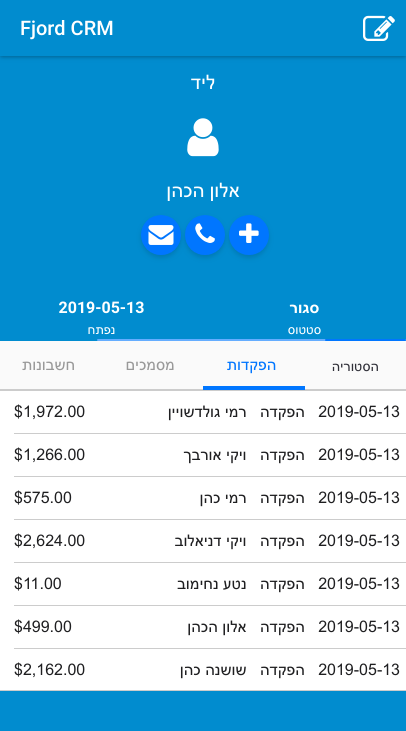 Fjord CRM
ליד
אלון הכהן
סגור 2019-05-13
סטטוס נפתח
הסטוריה הפקדות מסמכים חשבונות
2019-05-13 הפקדה רמי גולדשויין $1,972.00
2019-05-13 הפקדה ויקי אורבך $1,266.00
2019-05-13 הפקדה רמי כהן $575.00
2019-05-13 הפקדה ויקי דניאלוב $2,624.00
2019-05-13 הפקדה נטע נחימוב $11.00
2019-05-13 הפקדה אלון הכהן $499.00
2019-05-13 הפקדה שושנה כהן $2,162.00